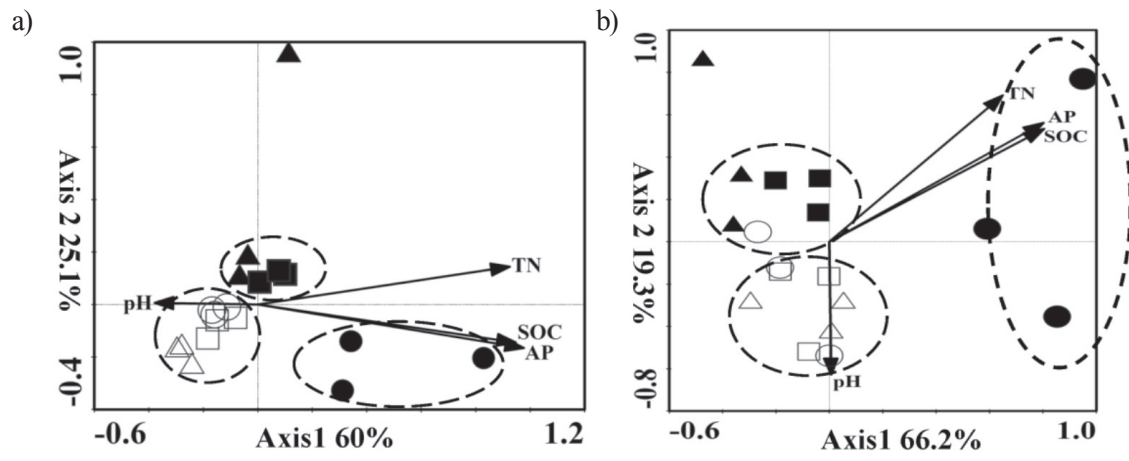 a)
1.0
Axis 2 25.1%
-0.4
TN
pH
SOC
AP
-0.6
Axis1 60%
1.2
b)
1.0
Axis 2 19.3%
-0.8
TN
AP
SOC
pH
-0.6
Axis1 66.2%
1.0